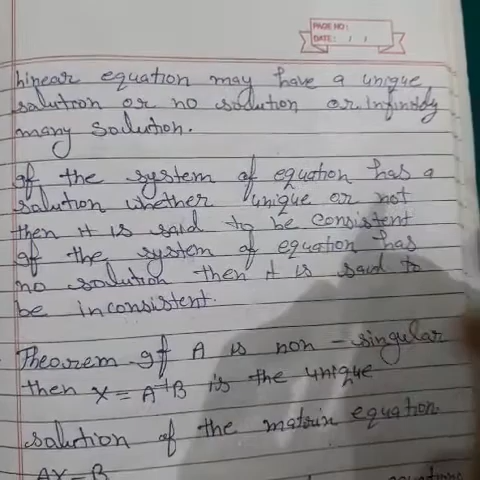 PAGE NO:
DATE: / /
linear equation may have a unique
solution or no solution or infinitely
many solution.
If the system of equation has a
solution whether unique or not
then it is said to be consistent
If the system of equation has
no solution then it is said to
be inconsistent.
Theorem If A is non-singular
then X = A⁻¹B is the unique
solution of the matrix equation
AX = B